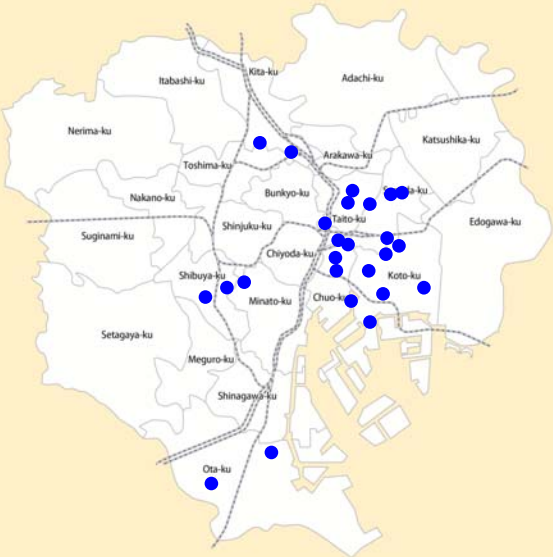 Kita-ku
Itabashi-ku
Adachi-ku
Nerima-ku
Katsushika-ku
Arakawa-ku
Toshima-ku
Sumida-ku
Bunkyo-ku
Nakano-ku
Taito-ku
Edogawa-ku
Shinjuku-ku
Suginami-ku
Chiyoda-ku
Shibuya-ku
Koto-ku
Minato-ku
Chuo-ku
Setagaya-ku
Meguro-ku
Shinagawa-ku
Ota-ku